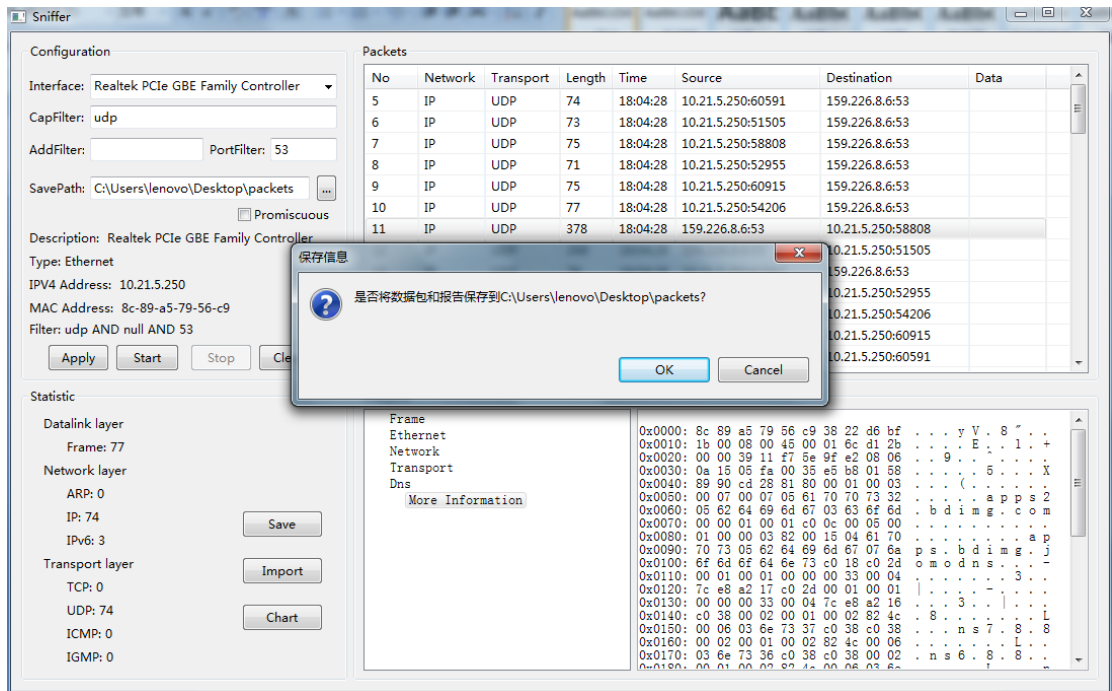 Sniffer
Configuration
Interface: Realtek PCIe GBE Family Controller
CapFilter: udp
AddFilter: PortFilter: 53
SavePath: C:\Users\lenovo\Desktop\packets ...
Promiscuous
Description: Realtek PCIe GBE Family Controller
Type: Ethernet
IPV4 Address: 10.21.5.250
MAC Address: 8c-89-a5-79-56-c9
Filter: udp AND null AND 53
Apply Start Stop Cle
Statistic
Datalink layer
Frame: 77
Network layer
ARP: 0
IP: 74
IPv6: 3
Transport layer
TCP: 0
UDP: 74
ICMP: 0
IGMP: 0
Save
Import
Chart
Packets
No Network Transport Length Time Source Destination Data
5 IP UDP 74 18:04:28 10.21.5.250:60591 159.226.8.6:53
6 IP UDP 73 18:04:28 10.21.5.250:51505 159.226.8.6:53
7 IP UDP 75 18:04:28 10.21.5.250:58808 159.226.8.6:53
8 IP UDP 71 18:04:28 10.21.5.250:52955 159.226.8.6:53
9 IP UDP 75 18:04:28 10.21.5.250:60915 159.226.8.6:53
10 IP UDP 77 18:04:28 10.21.5.250:54206 159.226.8.6:53
11 IP UDP 378 18:04:28 159.226.8.6:53 10.21.5.250:58808
10.21.5.250:51505
159.226.8.6:53
10.21.5.250:52955
10.21.5.250:54206
10.21.5.250:60915
10.21.5.250:60591
保存信息
是否将数据包和报告保存到C:\Users\lenovo\Desktop\packets?
OK Cancel
Frame
Ethernet
Network
Transport
Dns
More Information
0x0000: 8c 89 a5 79 56 c9 38 22 d6 bf . . . y V . 8 " . .
0x0010: 1b 00 08 00 45 00 01 6c d1 2b . . . . E . . l . +
0x0020: 00 00 39 11 f7 5e 9f e2 08 06 . . 9 . . ^ . . . .
0x0030: 0a 15 05 fa 00 35 e5 b8 01 58 . . . . . 5 . . . X
0x0040: 89 90 cd 28 81 80 00 01 00 03 . . . ( . . . . . .
0x0050: 00 07 00 07 05 61 70 70 73 32 . . . . . a p p s 2
0x0060: 05 62 64 69 6d 67 03 63 6f 6d . b d i m g . c o m
0x0070: 00 00 01 00 01 c0 0c 00 05 00 . . . . . . . . . .
0x0080: 01 00 00 03 82 00 15 04 61 70 . . . . . . . . a p
0x0090: 70 73 05 62 64 69 6d 67 07 6a p s . b d i m g . j
0x0100: 6f 6d 6f 64 6e 73 c0 18 c0 2d o m o d n s . . . -
0x0110: 00 01 00 01 00 00 00 33 00 04 . . . . . . . 3 . .
0x0120: 7c e8 a2 17 c0 2d 00 01 00 01 | . . . . - . . . .
0x0130: 00 00 00 33 00 04 7c e8 a2 16 . . . 3 . . | . . .
0x0140: c0 38 00 02 00 01 00 02 82 4c . 8 . . . . . . . L
0x0150: 00 06 03 6e 73 37 c0 38 c0 38 . . . n s 7 . 8 . 8
0x0160: 00 02 00 01 00 02 82 4c 00 06 . . . . . . . L . .
0x0170: 03 6e 73 36 c0 38 c0 38 00 02 . n s 6 . 8 . 8 . .